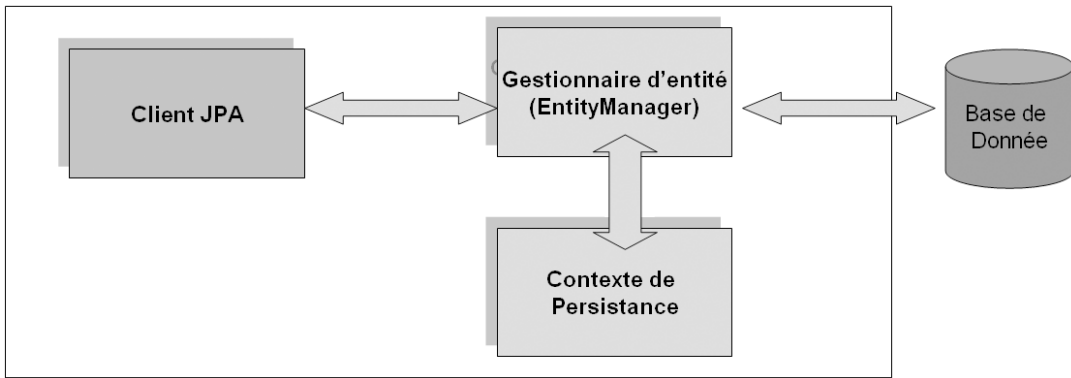 Gestionnaire d'entité
(EntityManager)
Client JPA
Base de
Donnée
Contexte de
Persistance